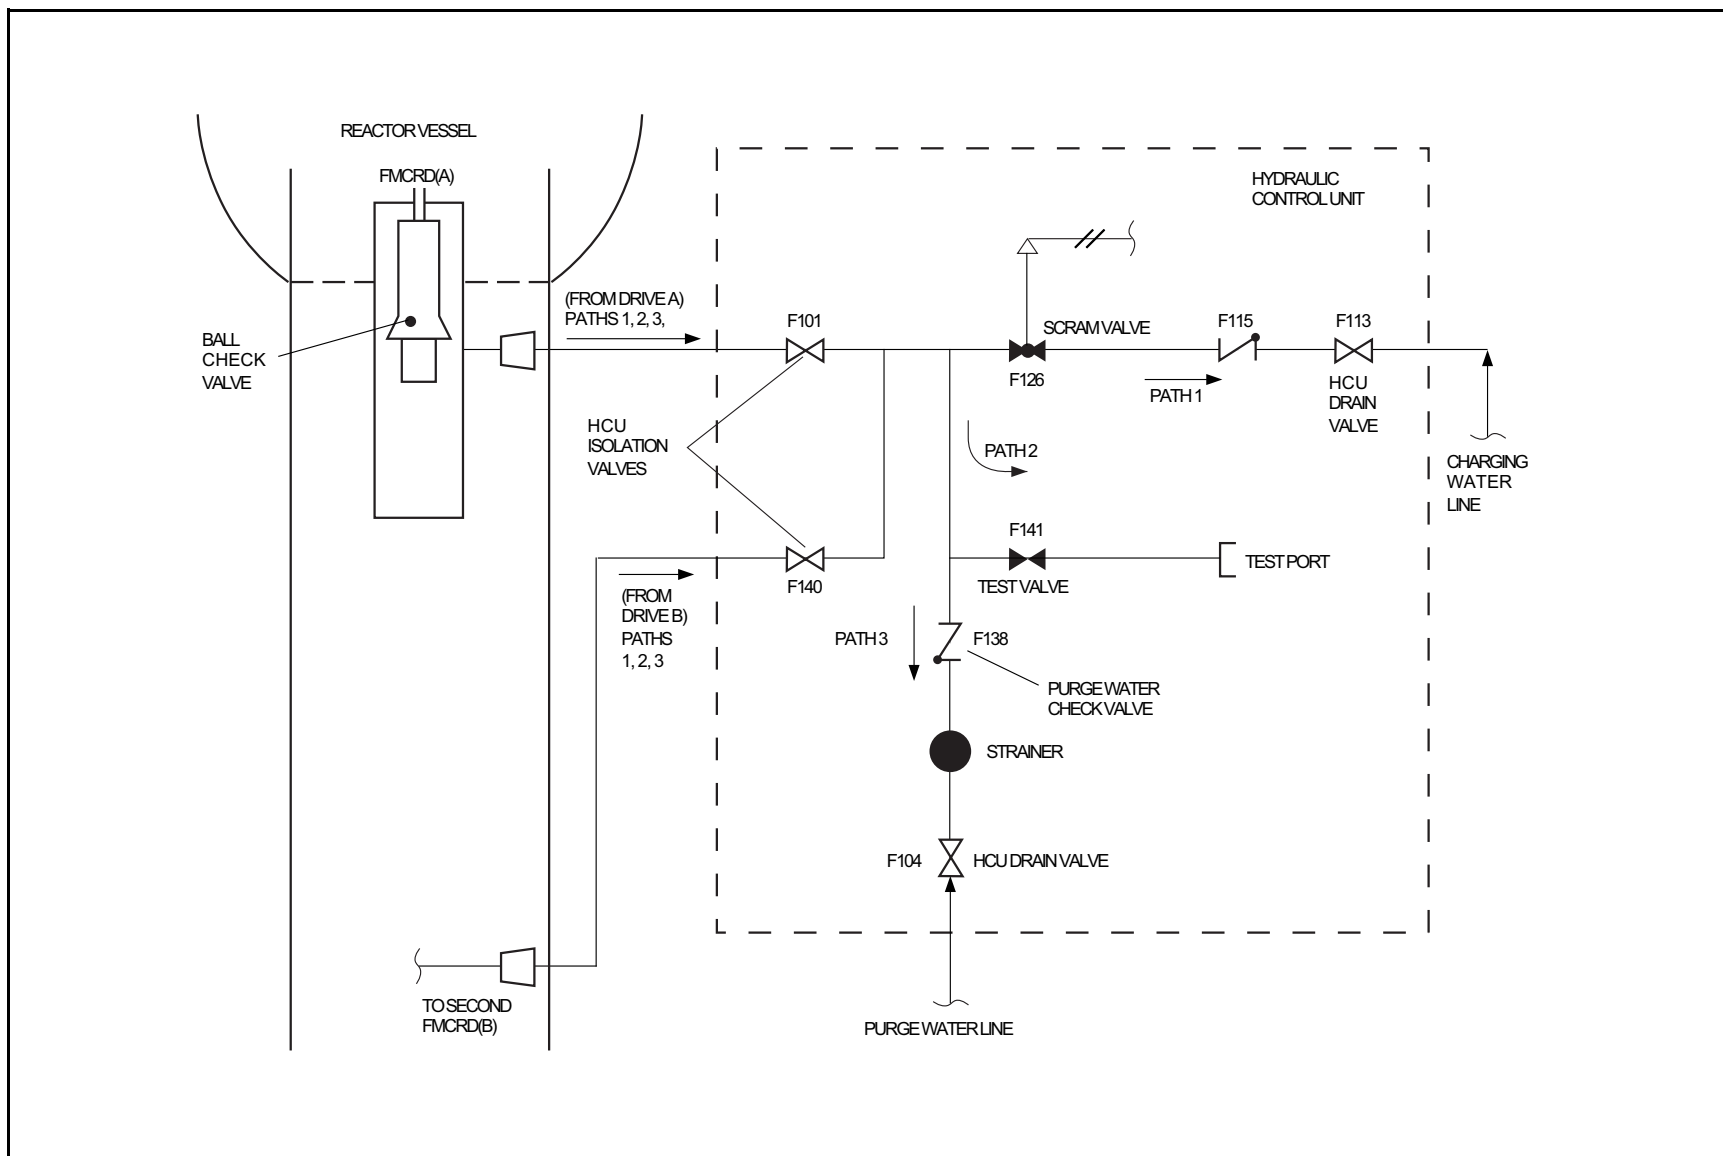 REACTOR VESSEL
FMCRD(A)
HYDRAULIC
CONTROL UNIT
(FROM DRIVE A)
PATHS 1, 2, 3,
BALL
CHECK
VALVE
F101
SCRAM VALVE
F126
F115
PATH 1
F113
HCU
DRAIN
VALVE
HCU
ISOLATION
VALVES
PATH 2
CHARGING
WATER
LINE
F141
TEST VALVE
TEST PORT
F140
(FROM
DRIVE B)
PATHS
1, 2, 3
PATH 3
F138
PURGE WATER
CHECK VALVE
STRAINER
F104
HCU DRAIN VALVE
TO SECOND
FMCRD(B)
PURGE WATER LINE